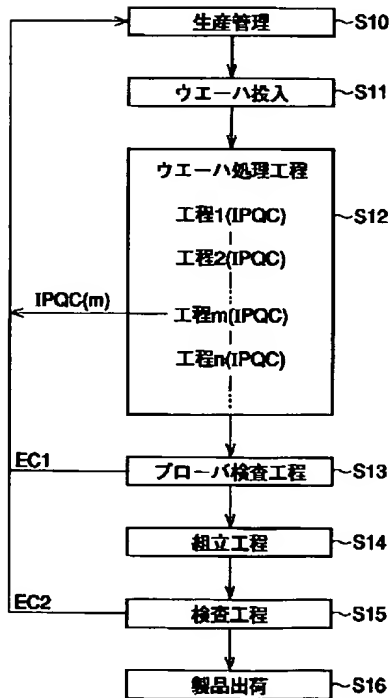 生産管理 S10
ウエーハ投入 S11
ウエーハ処理工程
S12
工程1(IPQC)
工程2(IPQC)
IPQC(m)
工程m(IPQC)
工程n(IPQC)
EC1
プローバ検査工程 S13
組立工程 S14
EC2
検査工程 S15
製品出荷 S16